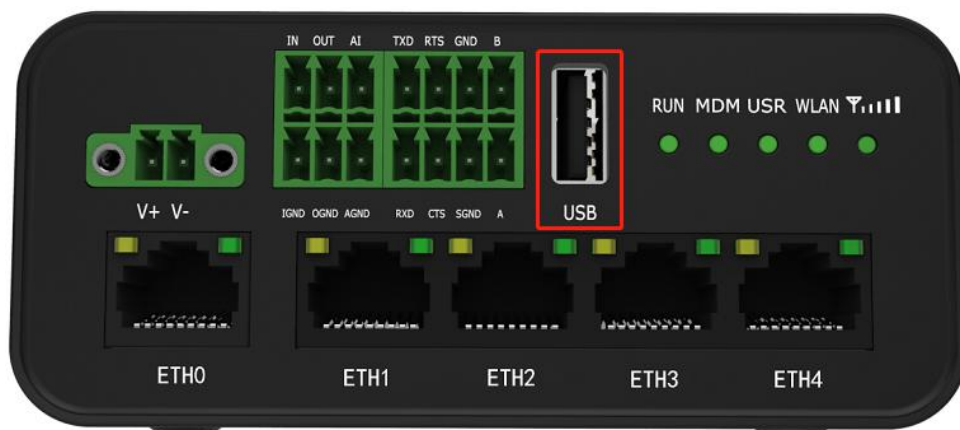 IN OUT AI TXD RTS GND B
RUN MDM USR WLAN
V+ V-
IGND OGND AGND RXD CTS SGND A
USB
ETH0 ETH1 ETH2 ETH3 ETH4